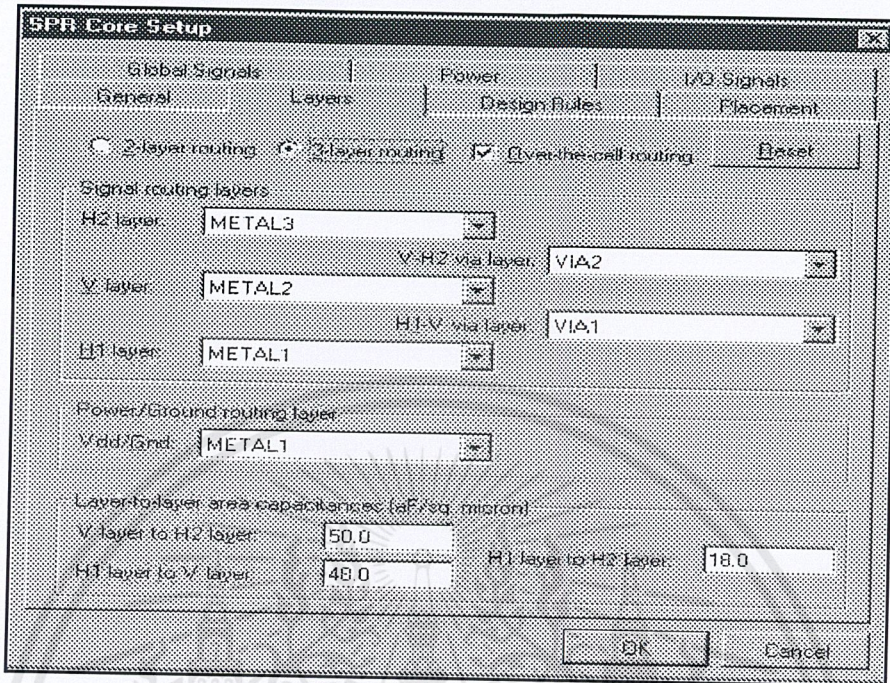 SPR Core Setup
Global Signals Power I/O Signals
General Layers Design Rules Placement
2-layer routing 3-layer routing Over-the-cell routing Reset
Signal routing layers
H2 layer: METAL3
V-H2 via layer: VIA2
V layer METAL2
H1-V via layer: VIA1
H1 layer: METAL1
Power/Ground routing layer
Vdd/Gnd: METAL1
Layer-to-layer area capacitances (aF/sq. micron)
V layer to H2 layer: 50.0
H1 layer to H2 layer: 18.0
H1 layer to V layer: 48.0
OK Cancel